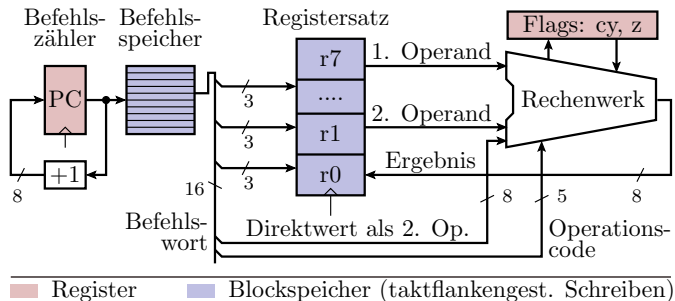 Befehls-
zähler
Befehls-
speicher
Registersatz
Flags: cy, z
PC
+1
8
16
3
3
3
r7
....
r1
r0
1. Operand
2. Operand
Ergebnis
Rechenwerk
8
5
8
Befehls-
wort
Direktwert als 2. Op.
Operations-
code
Register
Blockspeicher (taktflankengest. Schreiben)